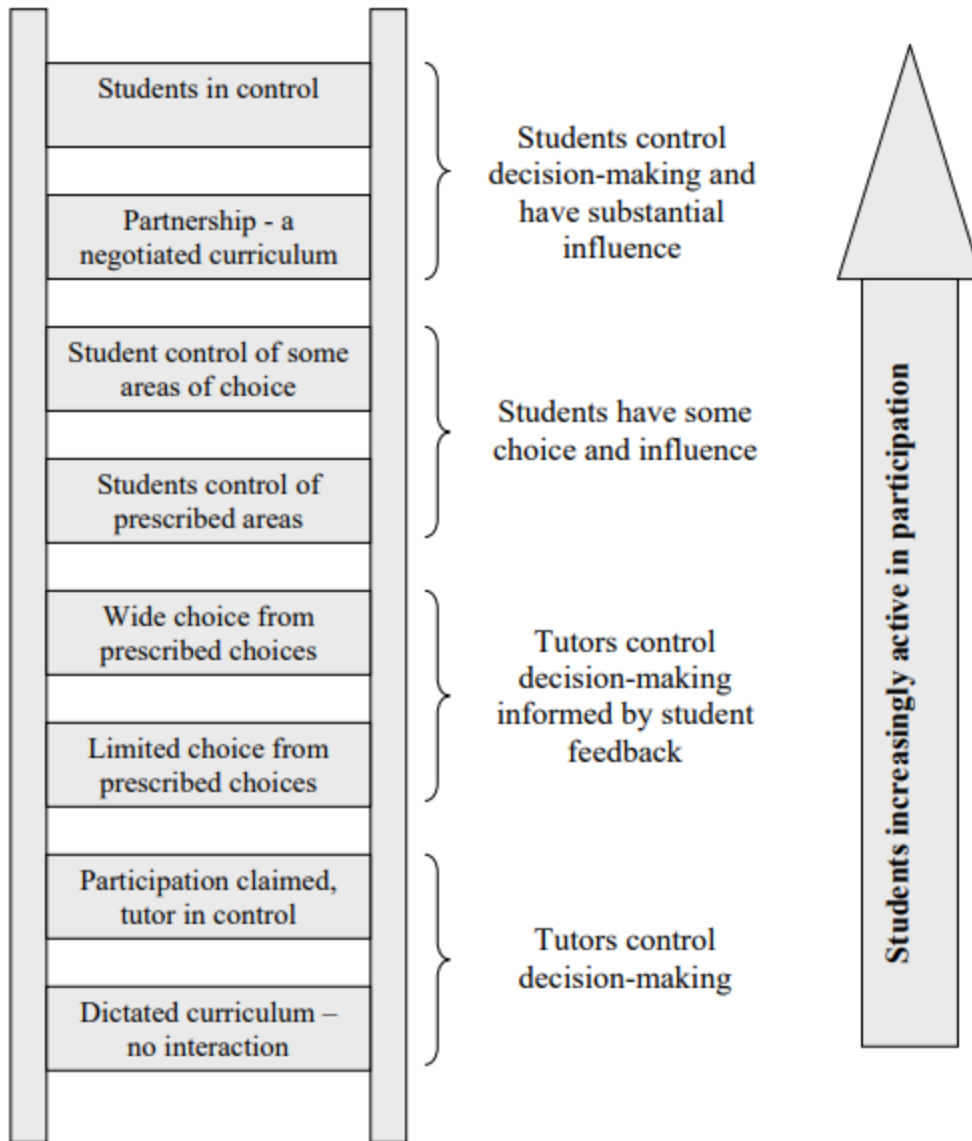 Students in control
Partnership - a
negotiated curriculum
Students control
decision-making and
have substantial
influence
Student control of some
areas of choice
Students control of
prescribed areas
Students have some
choice and influence
Wide choice from
prescribed choices
Limited choice from
prescribed choices
Tutors control
decision-making
informed by student
feedback
Participation claimed,
tutor in control
Dictated curriculum –
no interaction
Tutors control
decision-making
Students increasingly active in participation